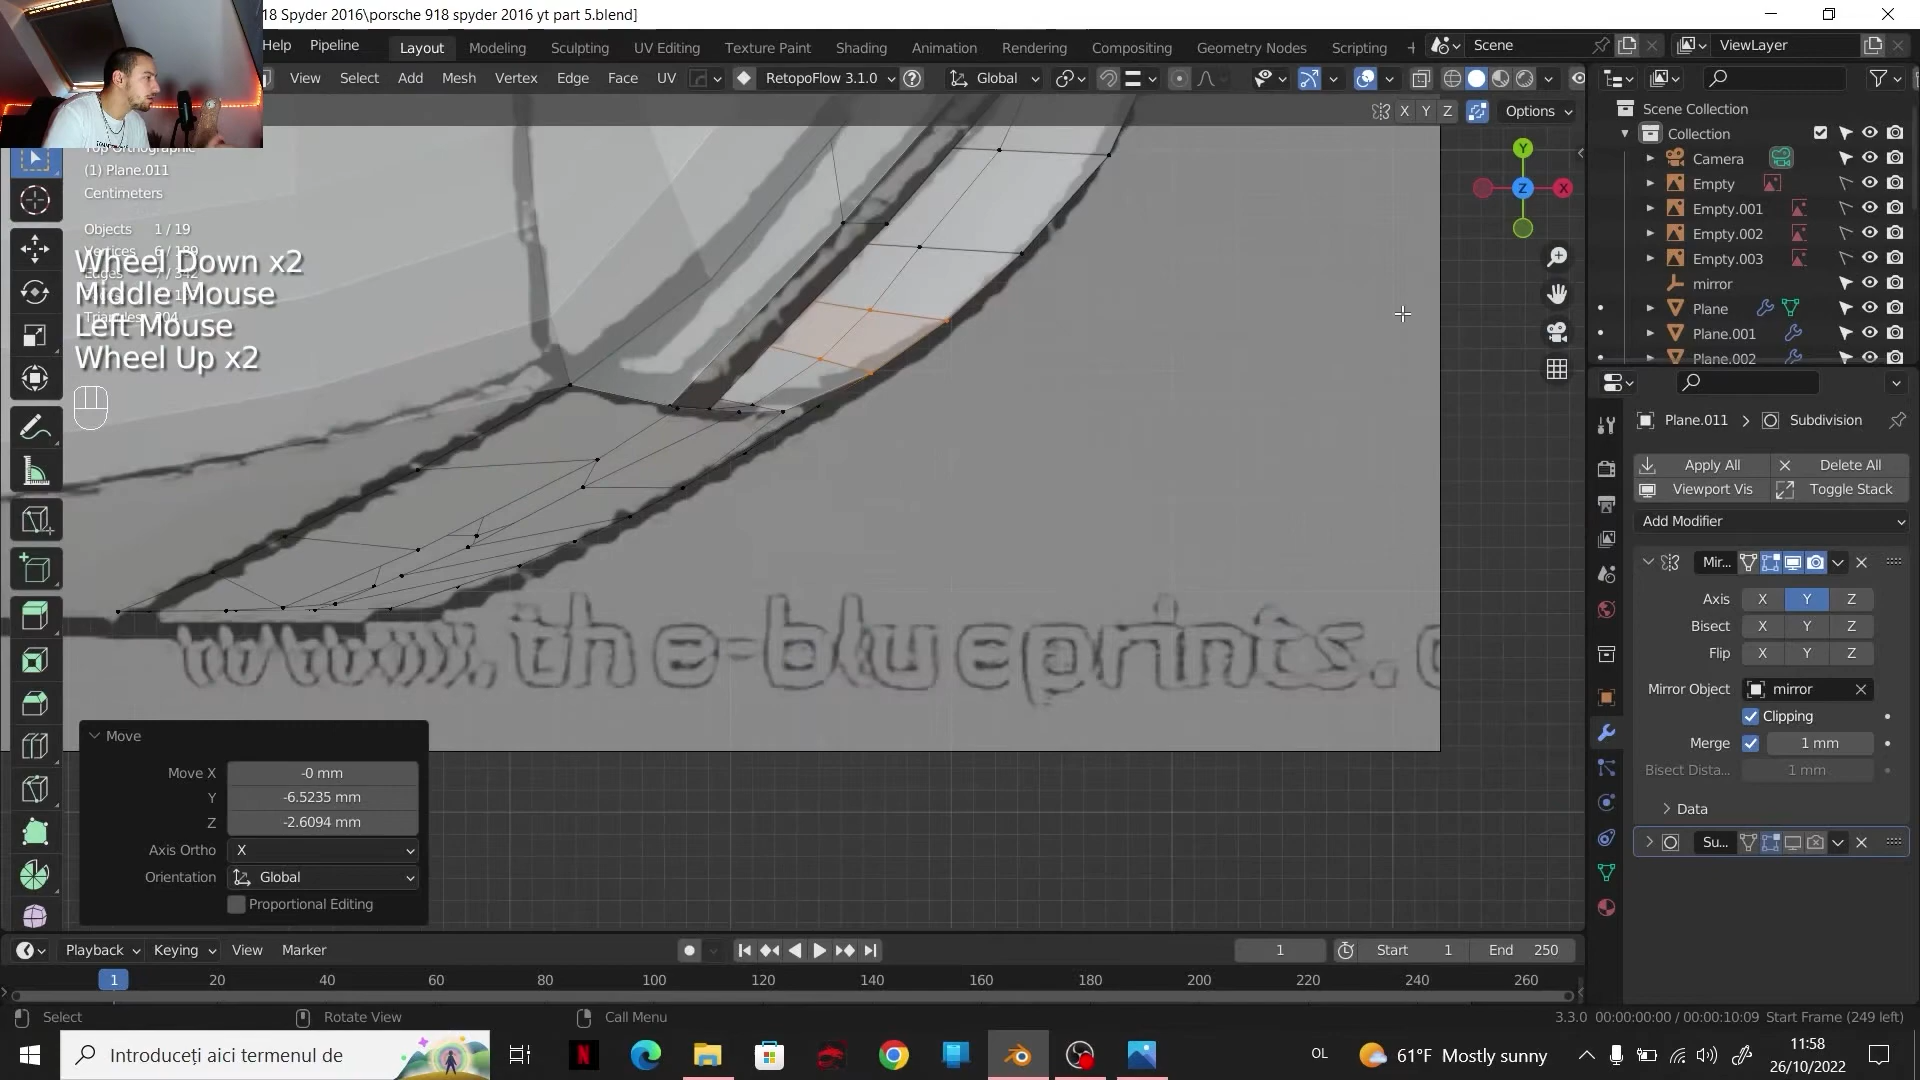 18 Spyder 2016\porsche 918 spyder 2016 yt part 5.blend]
Help Pipeline Layout Modeling Sculpting UV Editing Texture Paint Shading Animation Rendering Compositing Geometry Nodes Scripting + Scene ViewLayer
View Select Add Mesh Vertex Edge Face UV RetopoFlow 3.1.0 Global
X Y Z Options
Top Orthographic
(1) Plane.011
Centimeters
Objects 1 / 19
Vertices 6 / 189
Wheel Down x2
Middle Mouse
Left Mouse
Wheel Up x2
Y
Z
X
Scene Collection
Collection
Camera
Empty
Empty.001
Empty.002
Empty.003
mirror
Plane
Plane.001
Plane.002
Plane.011 > Subdivision
Apply All Delete All
Viewport Vis Toggle Stack
Add Modifier
Mir...
Axis X Y Z
Bisect X Y Z
Flip X Y Z
Mirror Object mirror
Clipping
Merge 1 mm
Bisect Dista... 1 mm
Data
Su...
www.the-blueprints.
Move
Move X -0 mm
Y -6.5235 mm
Z -2.6094 mm
Axis Ortho X
Orientation Global
Proportional Editing
Playback Keying View Marker 1 Start 1 End 250
1 20 40 60 80 100 120 140 160 180 200 220 240 260
Select Rotate View Call Menu 3.3.0 00:00:00:00 / 00:00:10:09 Start Frame (249 left)
Introduceți aici termenul de OL 61°F Mostly sunny 11:58
26/10/2022